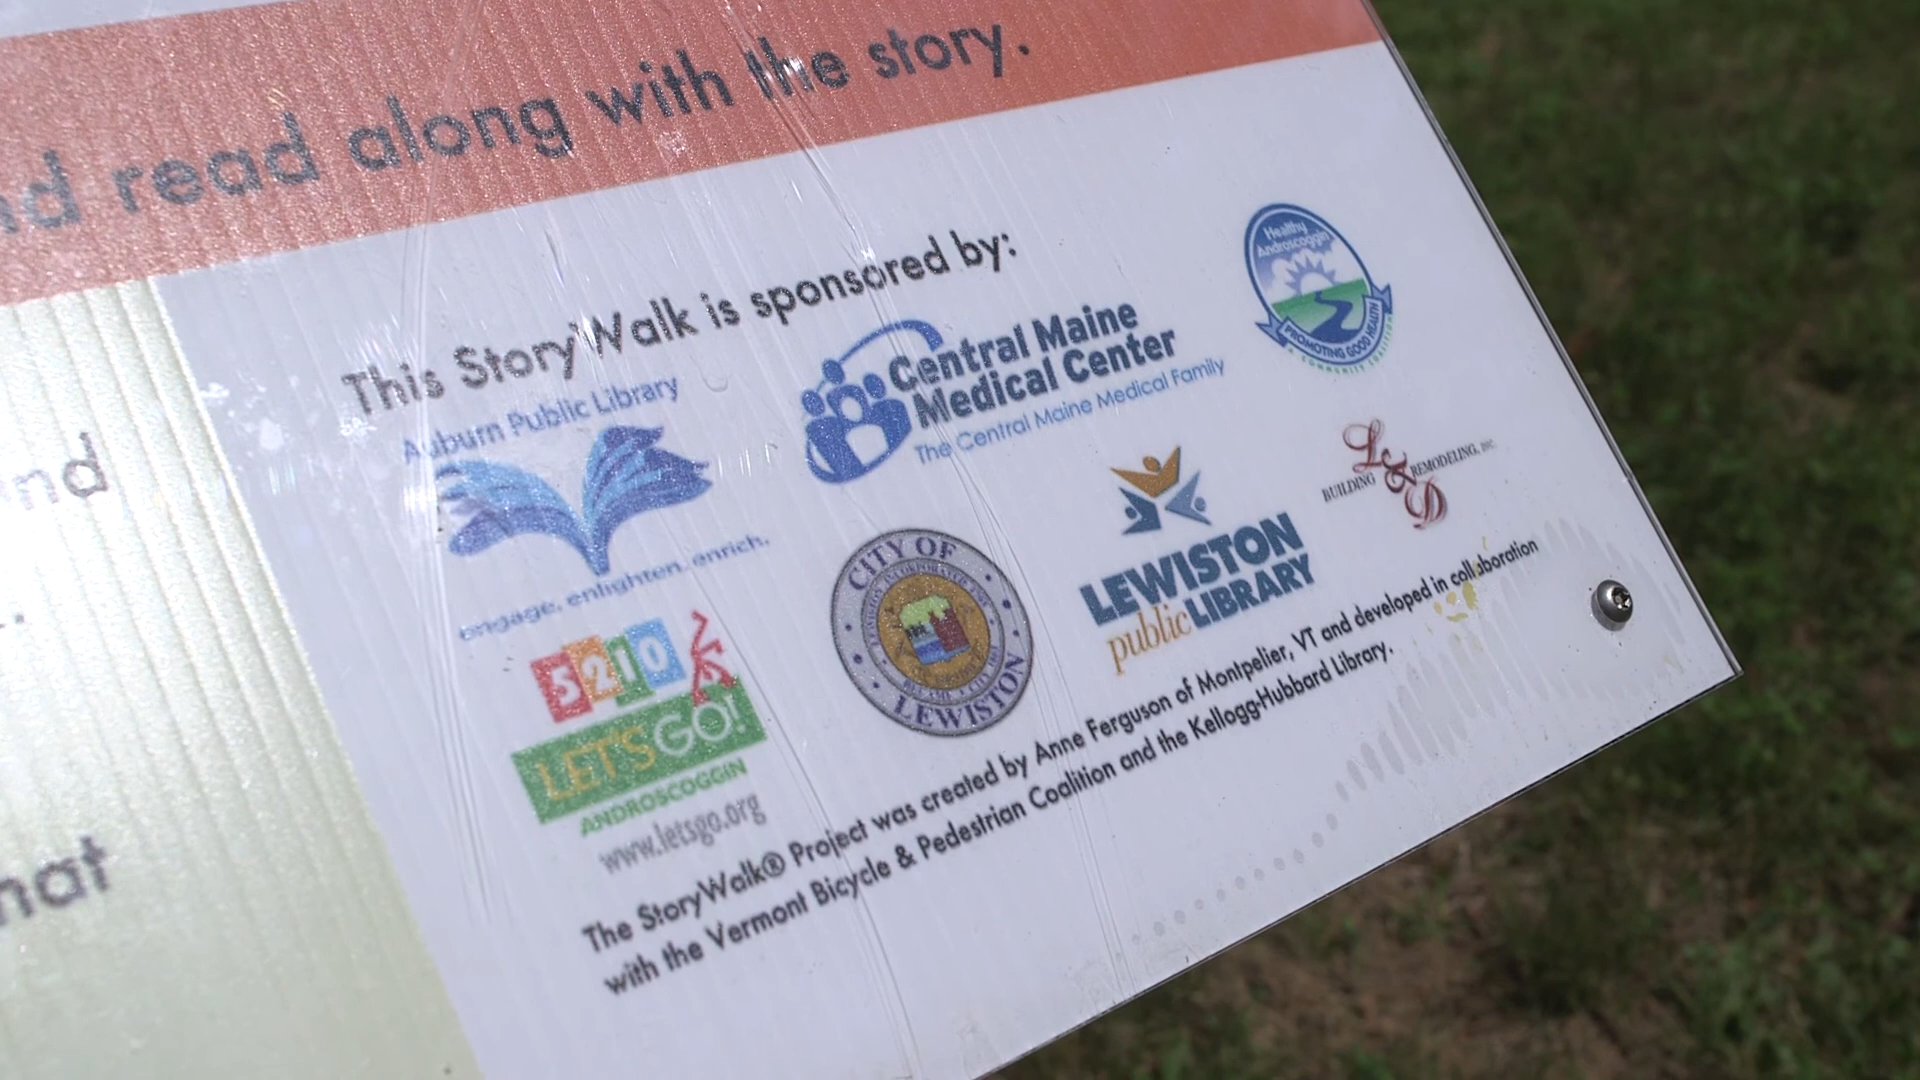 nd read along with the story.
nd
hat
This StoryWalk is sponsored by:
Auburn Public Library
engage. enlighten. enrich.
Central Maine
Medical Center
The Central Maine Medical Family
Healthy
Androscoggin
PROMOTING GOOD HEALTH
A COMMUNITY COALITION
5210
LET'S GO!
ANDROSCOGGIN
www.letsgo.org
CITY OF
LEWISTON
LEWISTON
publicLIBRARY
L&D
BUILDING REMODELING, INC.
The StoryWalk® Project was created by Anne Ferguson of Montpelier, VT and developed in collaboration
with the Vermont Bicycle & Pedestrian Coalition and the Kellogg-Hubbard Library.